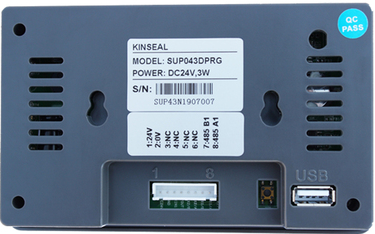 QC
PASS
KINSEAL
MODEL: SUP043DPRG
POWER: DC24V,3W
S/N:
SUP43N1907007
1:24V
2:0V
3:NC
4:NC
5:NC
6:NC
7:485 B1
8:485 A1
1 8
USB